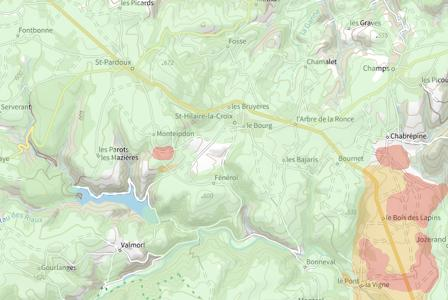 les Picards
les Graves
Fontbonne
Fosse
Chamalet
St-Pardoux
Champs
les Picou
Serverant
les Bruyères
St-Hilaire-la-Croix
l'Arbre de la Ronce
le Bourg
Monteipdon
Chabrépine
les Parots
les Mazières
les Bajaris
Bournet
Fénérol
le Bois des Lapins
Valmort
Jozerand
Gourlanges
Bonneval
le Pont
la Vigne